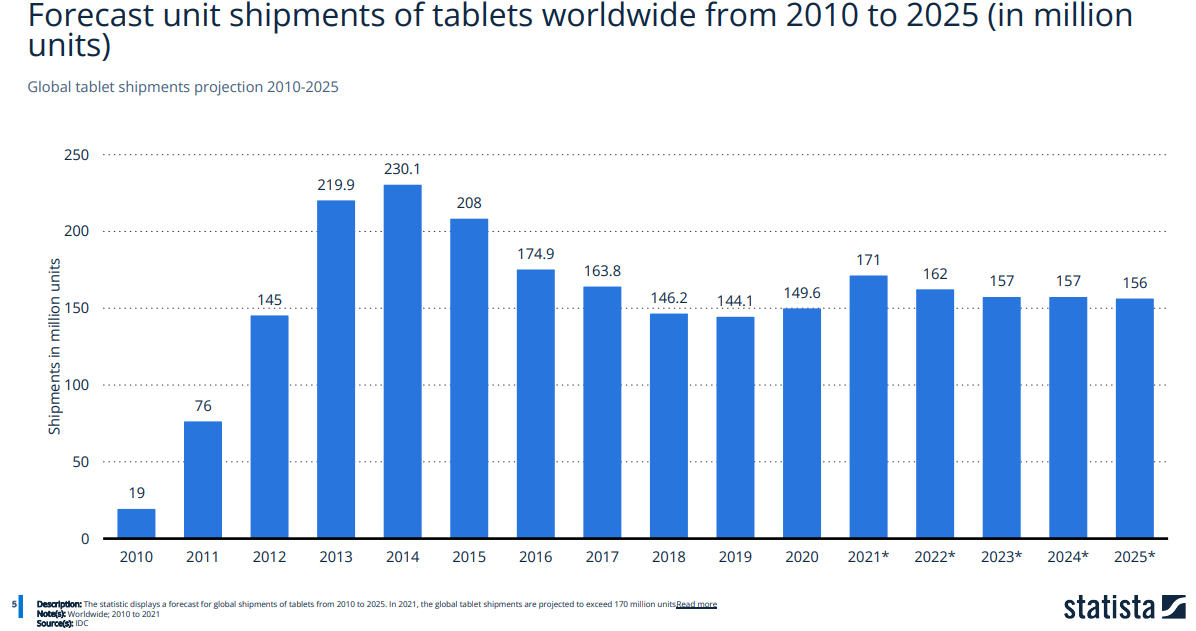 Forecast unit shipments of tablets worldwide from 2010 to 2025 (in million
units)
Global tablet shipments projection 2010-2025
Shipments in million units
250
200
150
100
50
0
19
76
145
219.9
230.1
208
174.9
163.8
146.2
144.1
149.6
171
162
157
157
156
2010 2011 2012 2013 2014 2015 2016 2017 2018 2019 2020 2021* 2022* 2023* 2024* 2025*
5
Description: The statistic displays a forecast for global shipments of tablets from 2010 to 2025. In 2021, the global tablet shipments are projected to exceed 170 million unitsRead more
Note(s): Worldwide; 2010 to 2021
Source(s): IDC
statista